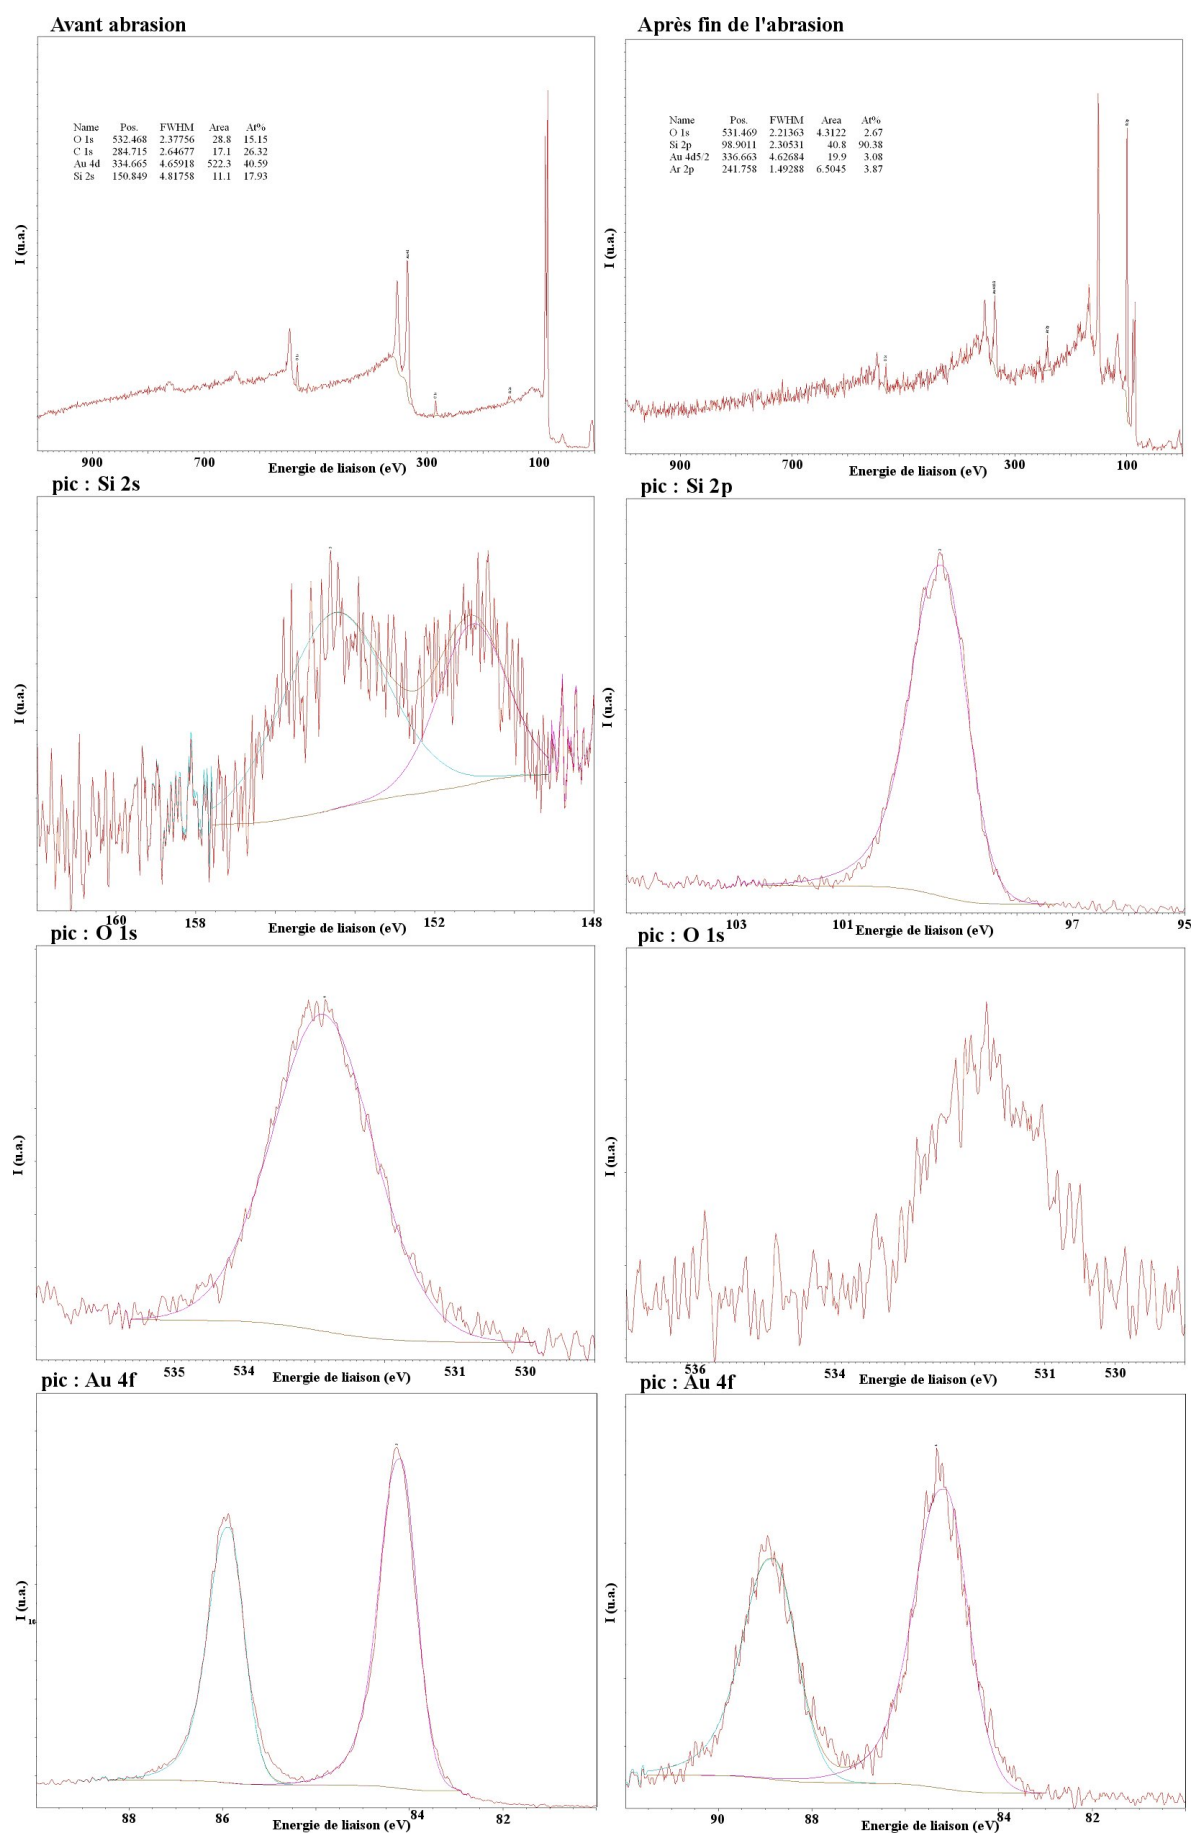 Avant abrasion
Name Pos. FWHM Area At%
O 1s 532.468 2.37756 28.8 15.15
C 1s 284.715 2.64677 17.1 26.32
Au 4d 334.665 4.65918 522.3 40.59
Si 2s 150.849 4.81758 11.1 17.93
I (u.a.)
900 700 300 100
Energie de liaison (eV)
Après fin de l'abrasion
Name Pos. FWHM Area At%
O 1s 531.469 2.21363 4.3122 2.67
Si 2p 98.9011 2.30531 40.8 90.38
Au 4d5/2 336.663 4.62684 19.9 3.08
Ar 2p 241.758 1.49288 6.5045 3.87
I (u.a.)
900 700 300 100
Energie de liaison (eV)
pic : Si 2s
I (u.a.)
160 158 152 148
Energie de liaison (eV)
pic : Si 2p
I (u.a.)
103 101 97 95
Energie de liaison (eV)
pic : O 1s
I (u.a.)
535 534 531 530
Energie de liaison (eV)
pic : O 1s
I (u.a.)
536 534 531 530
Energie de liaison (eV)
pic : Au 4f
I (u.a.)
88 86 84 82
Energie de liaison (eV)
pic : Au 4f
I (u.a.)
90 88 84 82
Energie de liaison (eV)